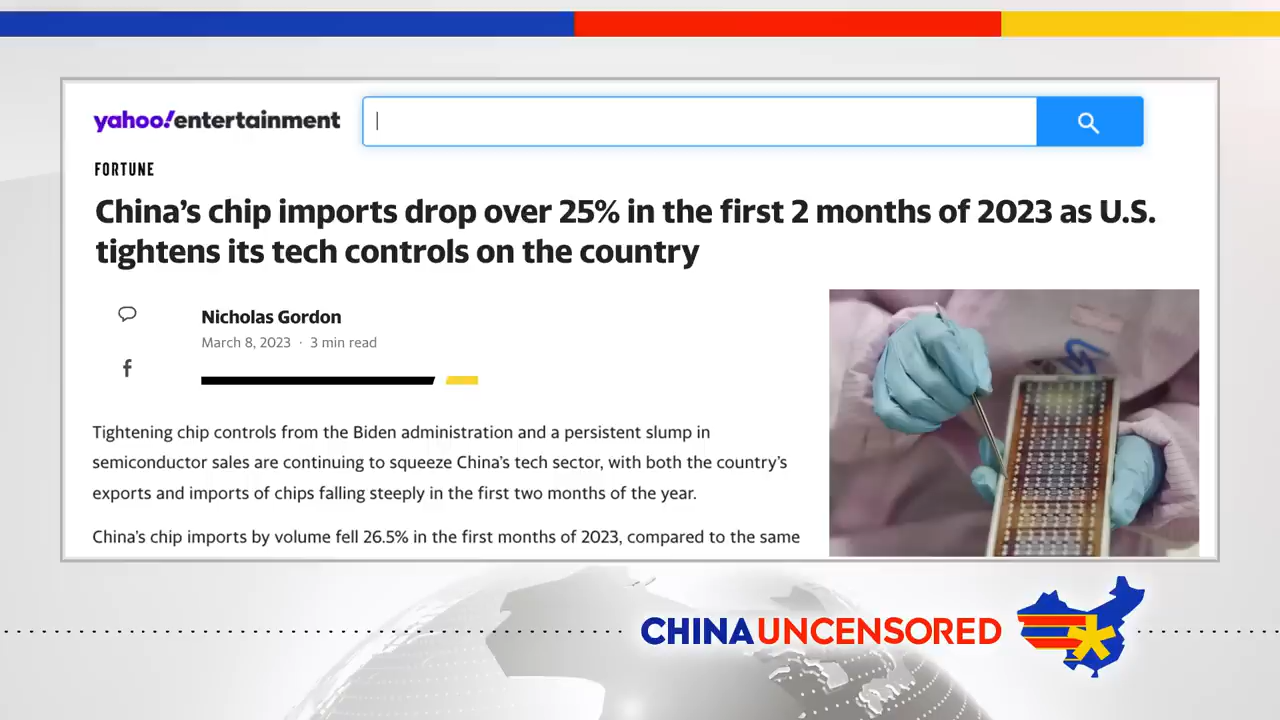 yahoo!entertainment
FORTUNE
China's chip imports drop over 25% in the first 2 months of 2023 as U.S.
tightens its tech controls on the country
Nicholas Gordon
March 8, 2023 · 3 min read
Tightening chip controls from the Biden administration and a persistent slump in
semiconductor sales are continuing to squeeze China's tech sector, with both the country's
exports and imports of chips falling steeply in the first two months of the year.
China's chip imports by volume fell 26.5% in the first months of 2023, compared to the same
CHINA UNCENSORED